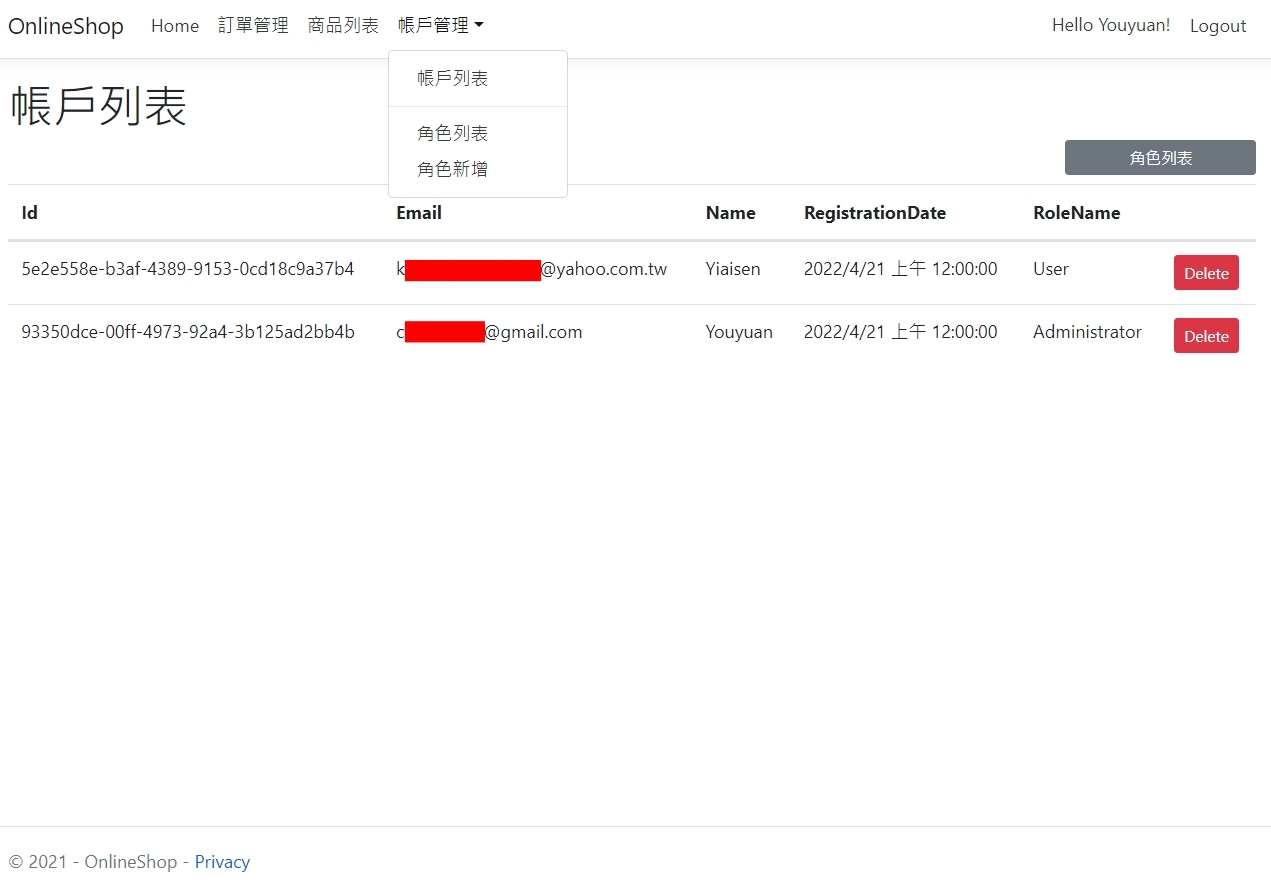 OnlineShop Home 訂單管理 商品列表 帳戶管理 Hello Youyuan! Logout
帳戶列表
角色列表
角色新增
帳戶列表
角色列表
Id Email Name RegistrationDate RoleName
5e2e558e-b3af-4389-9153-0cd18c9a37b4 k @yahoo.com.tw Yiaisen 2022/4/21 上午 12:00:00 User Delete
93350dce-00ff-4973-92a4-3b125ad2bb4b c @gmail.com Youyuan 2022/4/21 上午 12:00:00 Administrator Delete
© 2021 - OnlineShop - Privacy